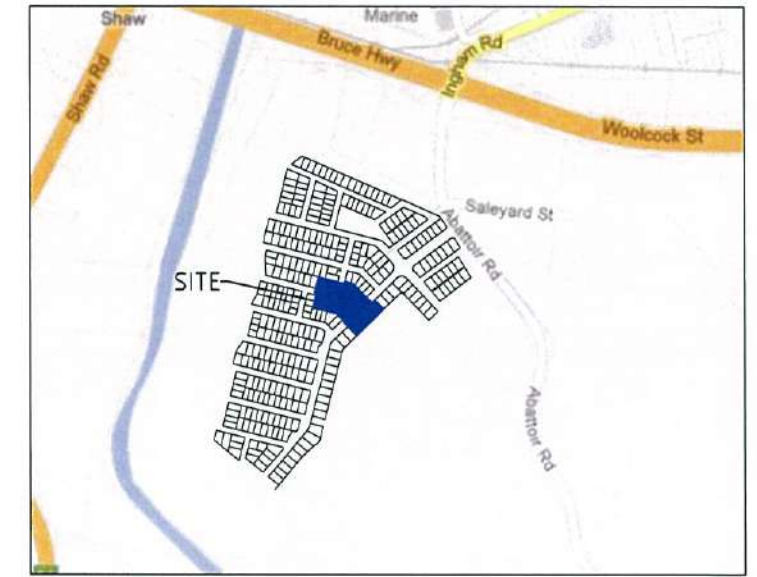 Shaw
Marine
Shaw Rd
Bruce Hwy
Ingham Rd
Woolcock St
Saleyard St
Abattoir Rd
SITE
Abattoir Rd